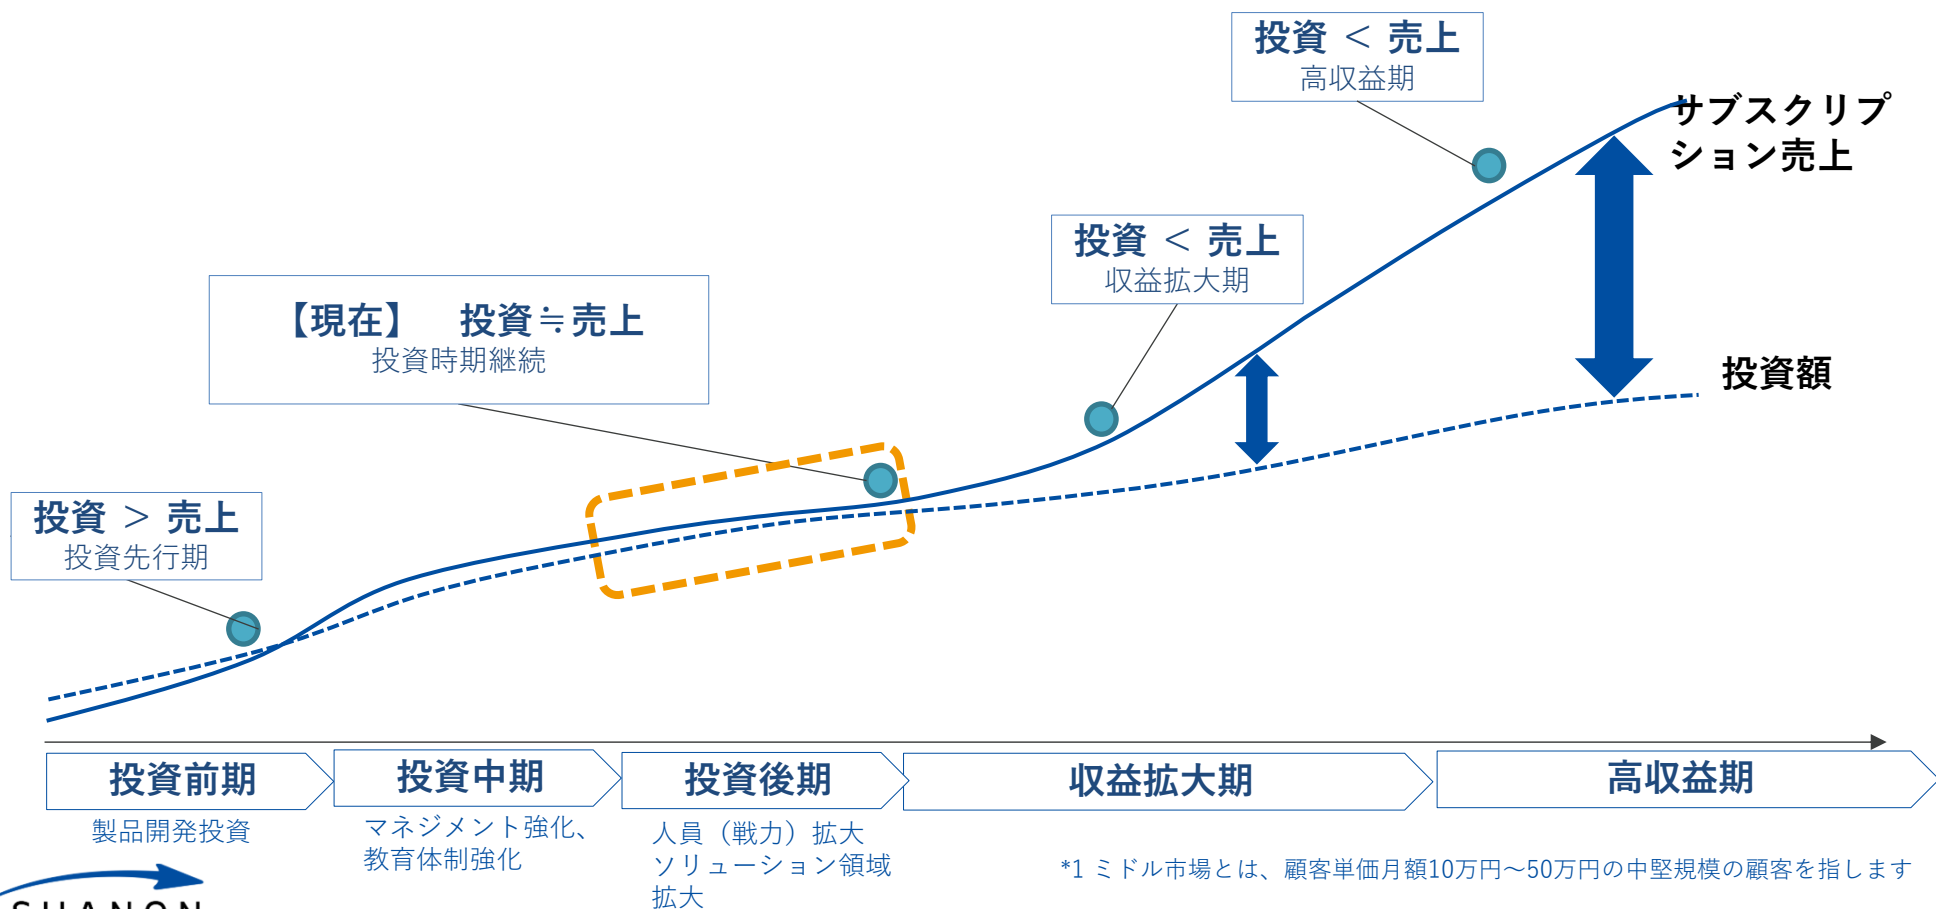 投資 ＜ 売上
高収益期
サブスクリプ
ション売上
投資 ＜ 売上
収益拡大期
【現在】　投資≒売上
投資時期継続
投資額
投資 ＞ 売上
投資先行期
投資前期
投資中期
投資後期
収益拡大期
高収益期
製品開発投資
マネジメント強化、
教育体制強化
人員（戦力）拡大
ソリューション領域
拡大
*1 ミドル市場とは、顧客単価月額10万円～50万円の中堅規模の顧客を指します
SHANON